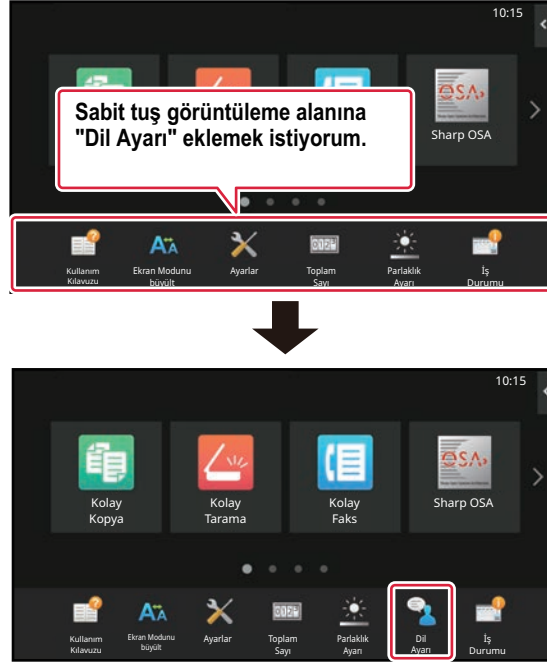 10:15
Sabit tuş görüntüleme alanına
"Dil Ayarı" eklemek istiyorum.
OSA
Sharp OSA
Kullanım
Kılavuzu
Ekran Modunu
büyült
Ayarlar
Toplam
Sayı
Parlaklık
Ayarı
İş
Durumu
10:15
OSA
Kolay
Kopya
Kolay
Tarama
Kolay
Faks
Sharp OSA
Kullanım
Kılavuzu
Ekran Modunu
büyült
Ayarlar
Toplam
Sayı
Parlaklık
Ayarı
Dil
Ayarı
İş
Durumu